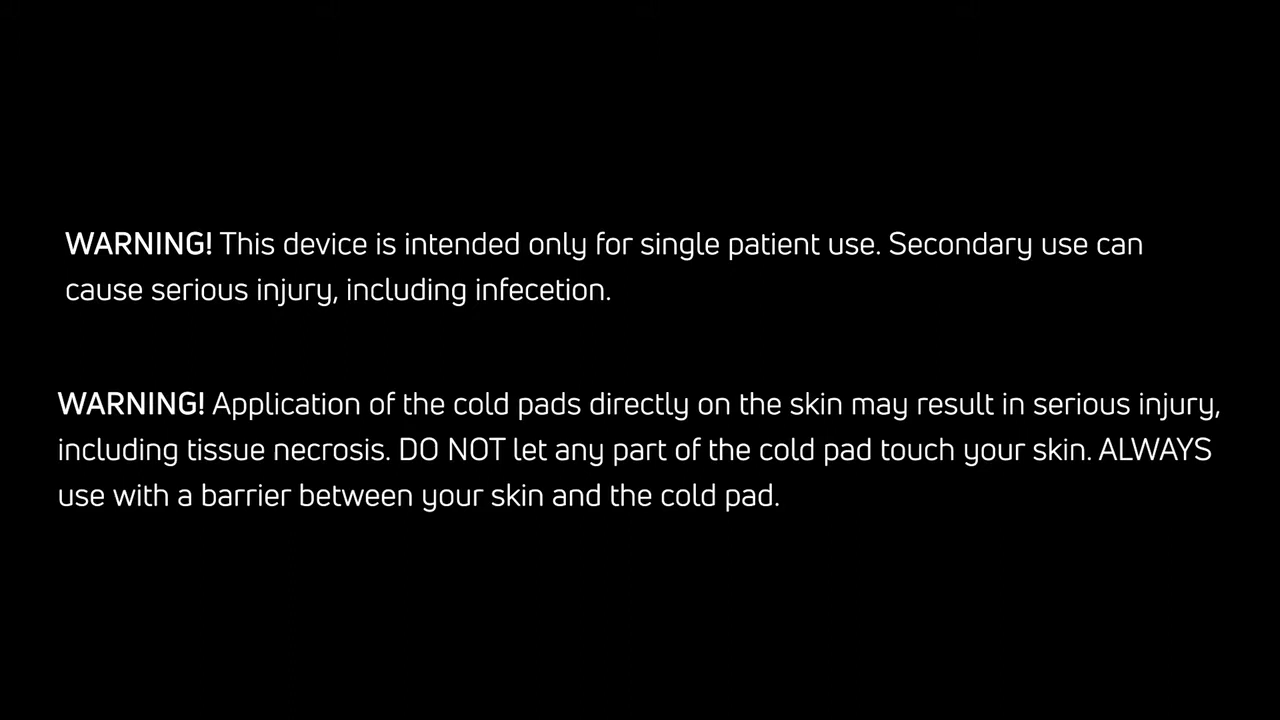 WARNING! This device is intended only for single patient use. Secondary use can
cause serious injury, including infecetion.
WARNING! Application of the cold pads directly on the skin may result in serious injury,
including tissue necrosis. DO NOT let any part of the cold pad touch your skin. ALWAYS
use with a barrier between your skin and the cold pad.